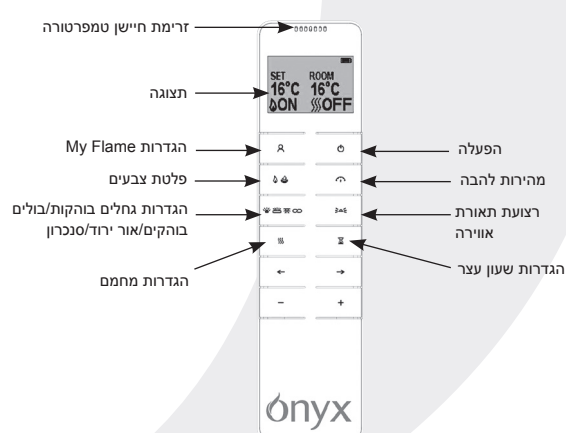 זרימת חיישן טמפרטורה
SET ROOM
16°C 16°C
ON OFF
תצוגה
הגדרות My Flame
הפעלה
פלטת צבעים
מהירות להבה
הגדרות גחלים בוהקות/בולים
בוהקים/אור ירוד/סנכרון
רצועת תאורת
אווירה
הגדרות מחמם
הגדרות שעון עצר
← →
− +
onyx